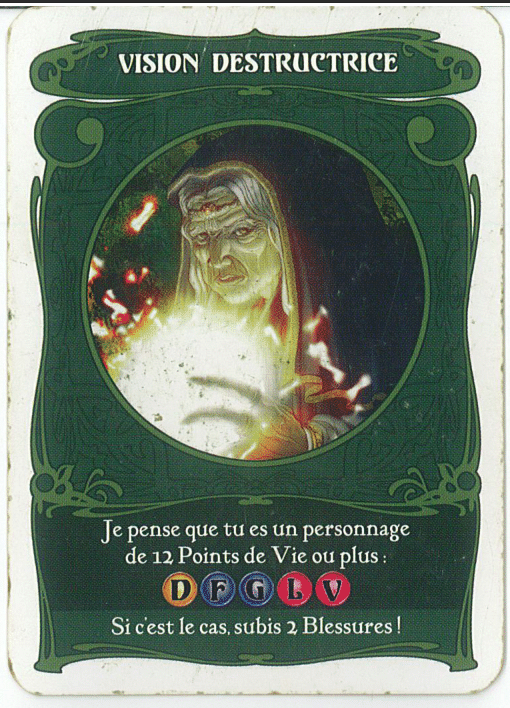 VISION DESTRUCTRICE
Je pense que tu es un personnage
de 12 Points de Vie ou plus :
D F G L V
Si c'est le cas, subis 2 Blessures !